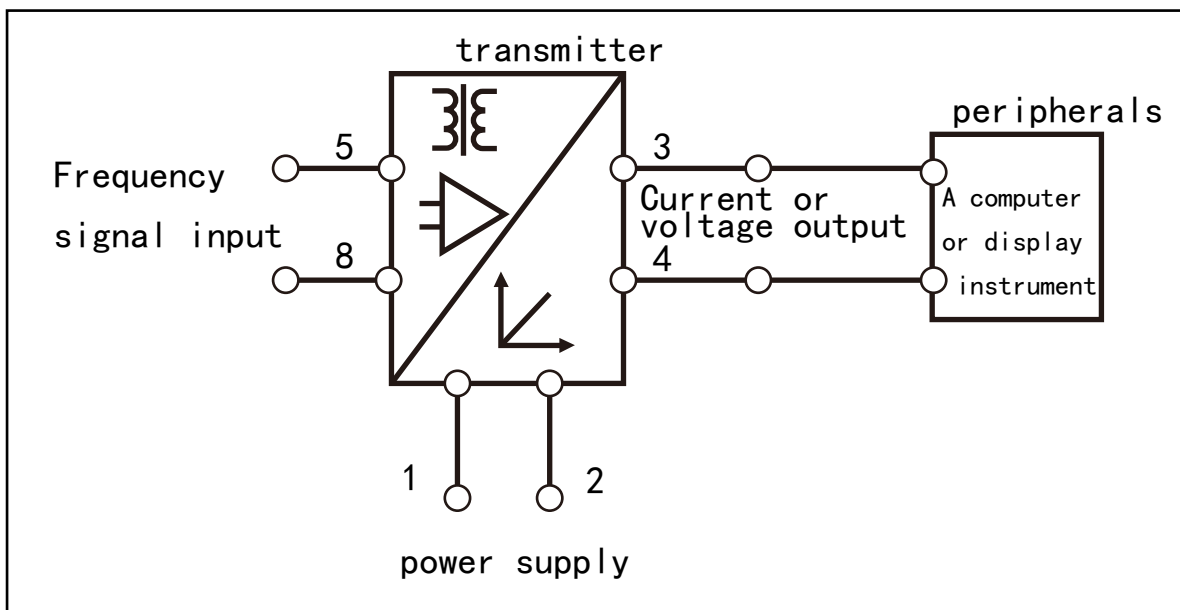 transmitter
peripherals
5
3
Frequency
signal input
Current or
voltage output
A computer
or display
instrument
8
4
1
2
power supply